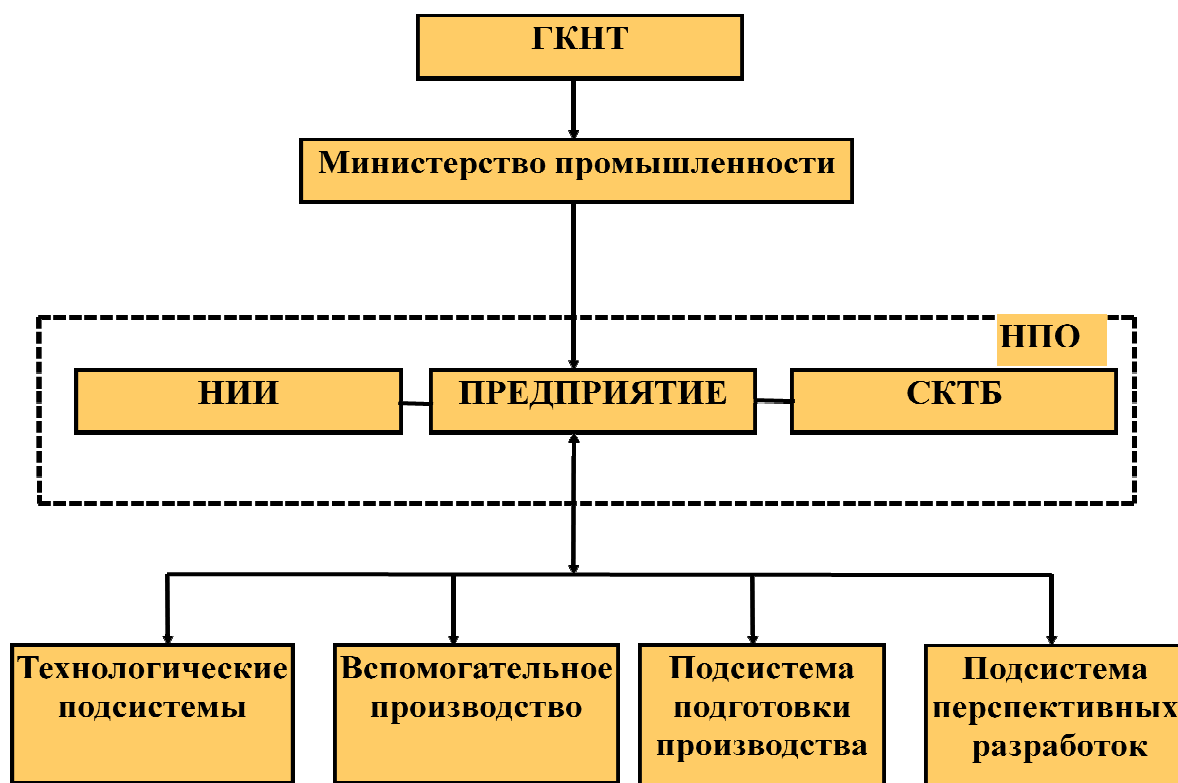 ГКНТ
Министерство промышленности
НПО
НИИ
ПРЕДПРИЯТИЕ
СКТБ
Технологические
подсистемы
Вспомогательное
производство
Подсистема
подготовки
производства
Подсистема
перспективных
разработок